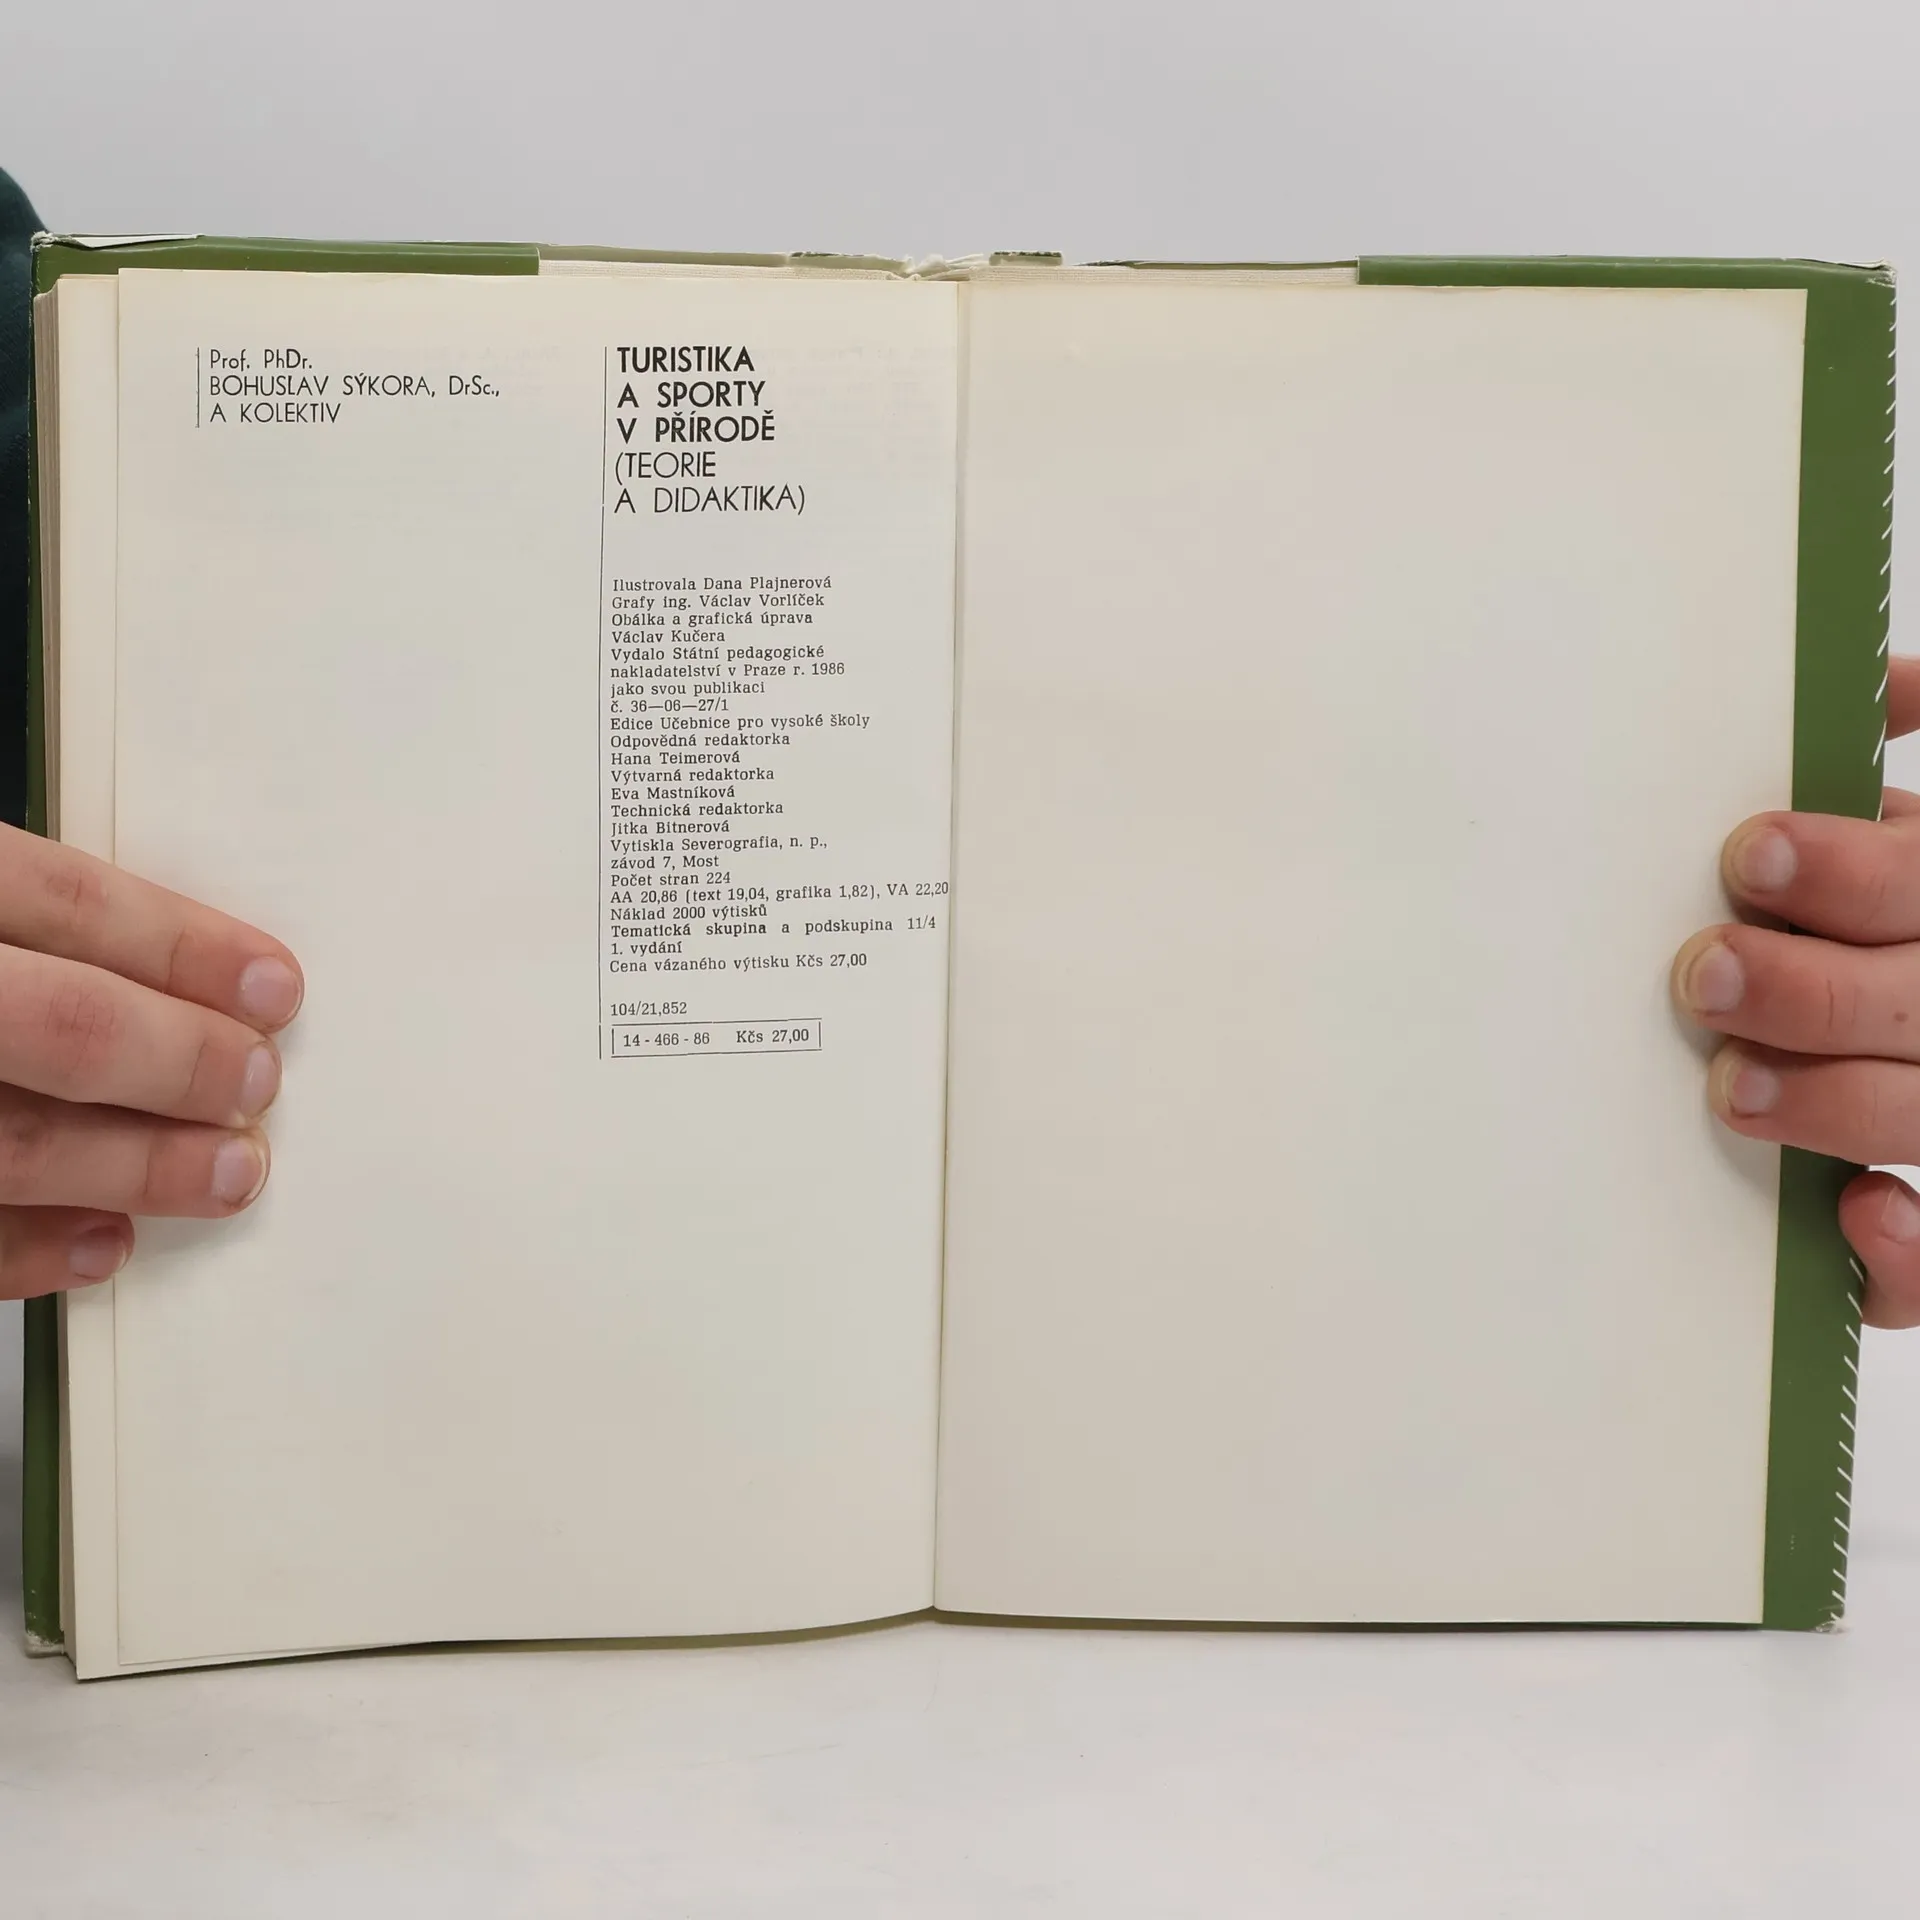 Prof. PhDr.
BOHUSLAV SÝKORA, DrSc.,
A KOLEKTIV
TURISTIKA
A SPORTY
V PŘÍRODĚ
(TEORIE
A DIDAKTIKA)
Ilustrovala Dana Plajnerová
Grafy ing. Václav Vorlíček
Obálka a grafická úprava
Václav Kučera
Vydalo Státní pedagogické
nakladatelství v Praze r. 1986
jako svou publikaci
č. 36—06—27/1
Edice Učebnice pro vysoké školy
Odpovědná redaktorka
Hana Teimerová
Výtvarná redaktorka
Eva Mastníková
Technická redaktorka
Jitka Bitnerová
Vytiskla Severografia, n. p.,
závod 7, Most
Počet stran 224
AA 20,86 (text 19,04, grafika 1,82), VA 22,20
Náklad 2000 výtisků
Tematická skupina a podskupina 11/4
1. vydání
Cena vázaného výtisku Kčs 27,00
104/21,852
14 - 466 - 86 Kčs 27,00